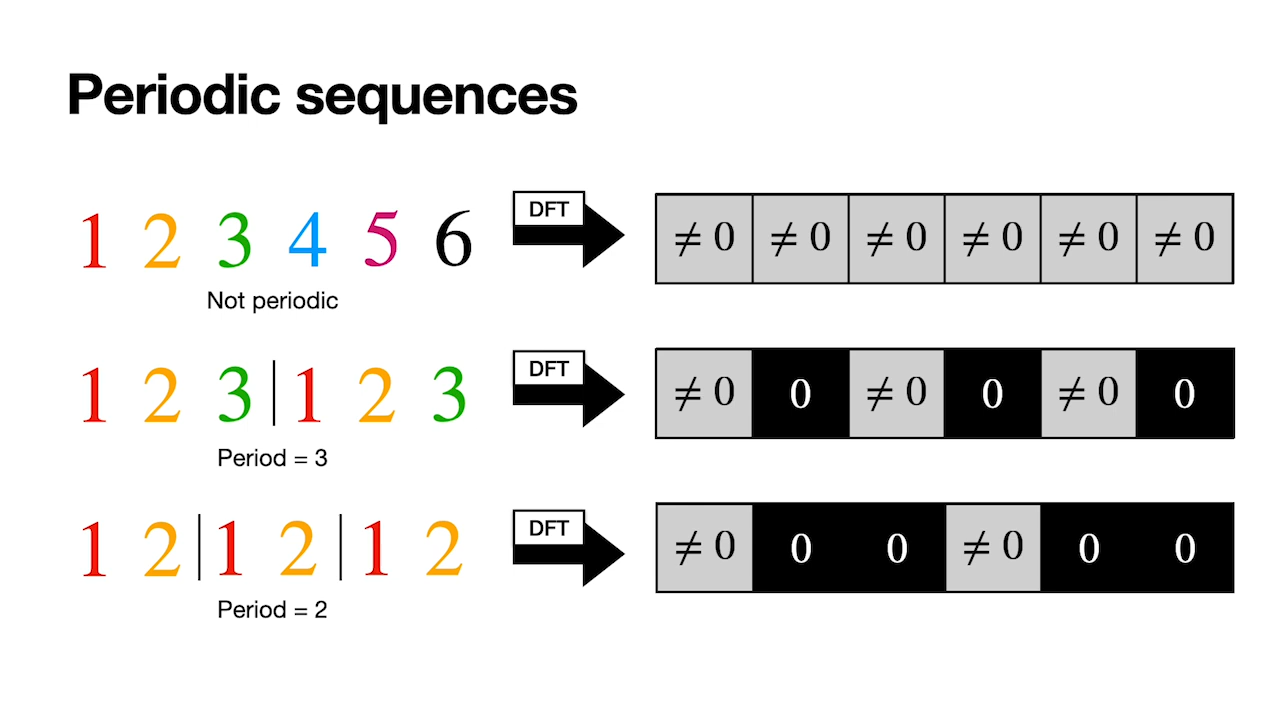 Periodic sequences
1 2 3 4 5 6
DFT
≠ 0 ≠ 0 ≠ 0 ≠ 0 ≠ 0 ≠ 0
Not periodic
1 2 3 | 1 2 3
DFT
≠ 0 0 ≠ 0 0 ≠ 0 0
Period = 3
1 2 | 1 2 | 1 2
DFT
≠ 0 0 0 ≠ 0 0 0
Period = 2